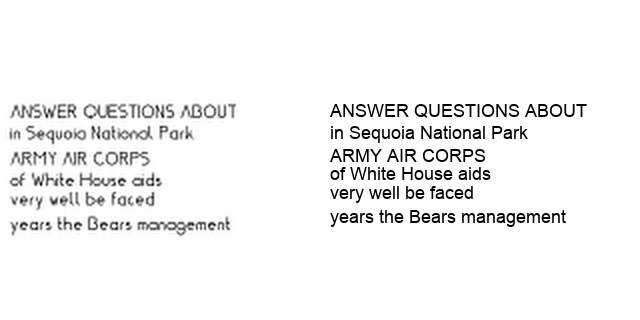 ANSWER QUESTIONS ABOUT
in Sequoia National Park
ARMY AIR CORPS
of White House aids
very well be faced
years the Bears management
ANSWER QUESTIONS ABOUT
in Sequoia National Park
ARMY AIR CORPS
of White House aids
very well be faced
years the Bears management